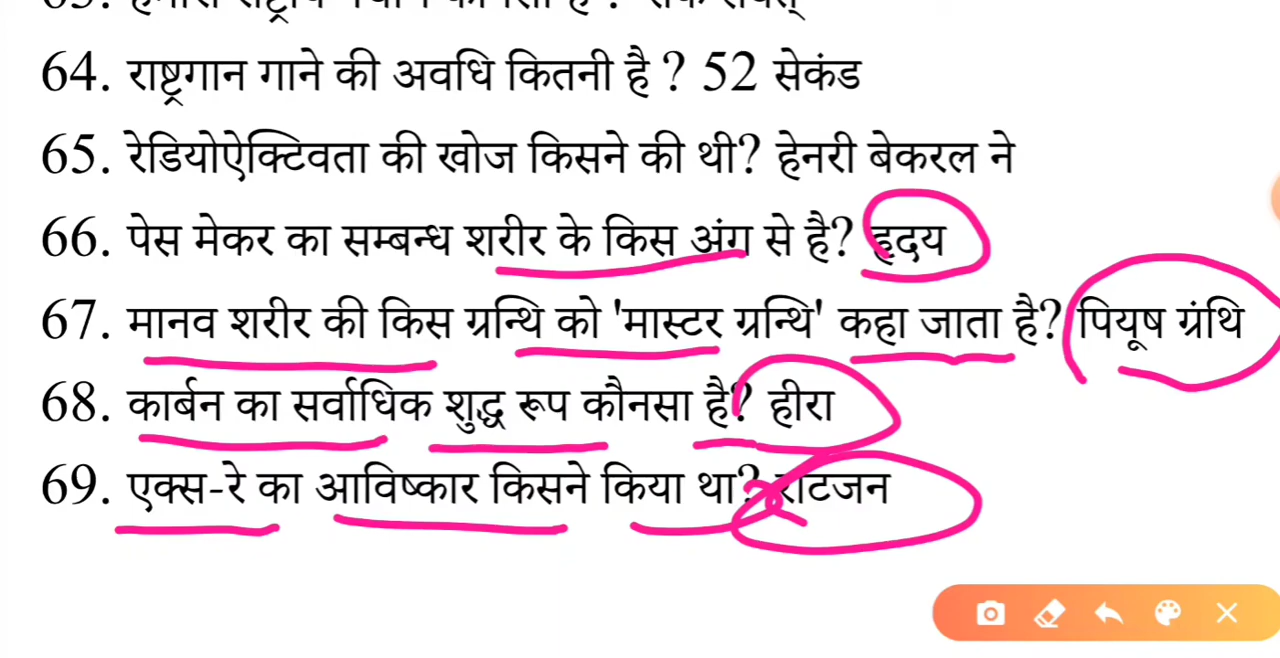 64. राष्ट्रगान गाने की अवधि कितनी है ? 52 सेकंड
65. रेडियोऐक्टिवता की खोज किसने की थी? हेनरी बेकरल ने
66. पेस मेकर का सम्बन्ध शरीर के किस अंग से है? हृदय
67. मानव शरीर की किस ग्रन्थि को 'मास्टर ग्रन्थि' कहा जाता है? पियूष ग्रंथि
68. कार्बन का सर्वाधिक शुद्ध रूप कौनसा है? हीरा
69. एक्स-रे का आविष्कार किसने किया था?